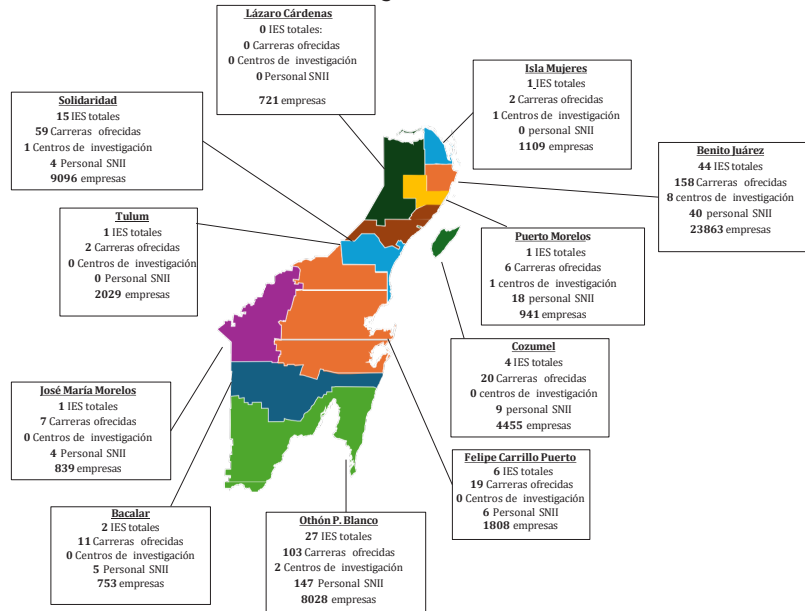 Lázaro Cárdenas
0 IES totales:
0 Carreras ofrecidas
0 Centros de investigación
0 Personal SNII
721 empresas
Isla Mujeres
1 IES totales
2 Carreras ofrecidas
1 Centros de investigación
0 personal SNII
1109 empresas
Solidaridad
15 IES totales
59 Carreras ofrecidas
1 Centros de investigación
4 Personal SNII
9096 empresas
Benito Juárez
44 IES totales
158 Carreras ofrecidas
8 centros de investigación
40 personal SNII
23863 empresas
Tulum
1 IES totales
2 Carreras ofrecidas
0 Centros de investigación
0 Personal SNII
2029 empresas
Puerto Morelos
1 IES totales
6 Carreras ofrecidas
1 centros de investigación
18 personal SNII
941 empresas
Cozumel
4 IES totales
20 Carreras ofrecidas
0 centros de investigación
9 personal SNII
4455 empresas
José María Morelos
1 IES totales
7 Carreras ofrecidas
0 Centros de investigación
4 Personal SNII
839 empresas
Felipe Carrillo Puerto
6 IES totales
19 Carreras ofrecidas
0 Centros de investigación
6 Personal SNII
1808 empresas
Bacalar
2 IES totales
11 Carreras ofrecidas
0 Centros de investigación
5 Personal SNII
753 empresas
Othón P. Blanco
27 IES totales
103 Carreras ofrecidas
2 Centros de investigación
147 Personal SNII
8028 empresas